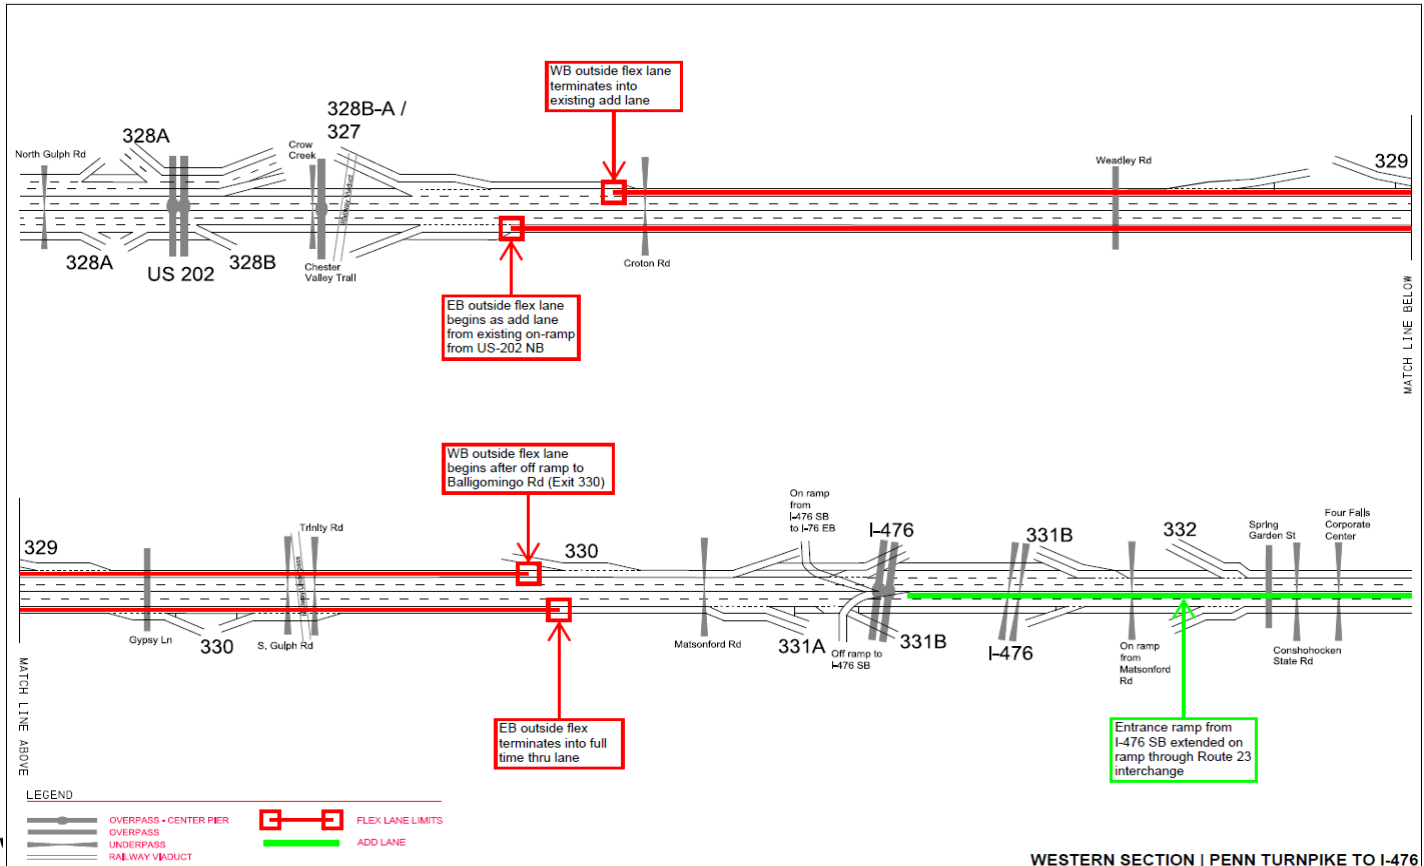 WB outside flex lane
terminates into
existing add lane
328B-A /
327
328A
Crow
Creek
North Gulph Rd
Weadley Rd
329
Railway Viaduct
328A
US 202
328B
Chester
Valley Trall
Croton Rd
EB outside flex lane
begins as add lane
from existing on-ramp
from US-202 NB
MATCH LINE BELOW
WB outside flex lane
begins after off ramp to
Balligomingo Rd (Exit 330)
On ramp
from
I-476 SB
to I-76 EB
I-476
331B
332
Spring
Garden St
Four Falls
Corporate
Center
329
Trinity Rd
330
Railway Viaduct
Gypsy Ln
330
S. Gulph Rd
Matsonford Rd
331A
Off ramp to
I-476 SB
331B
I-476
On ramp
from
Matsonford
Rd
Conshohocken
State Rd
MATCH LINE ABOVE
EB outside flex
terminates into full
time thru lane
Entrance ramp from
I-476 SB extended on
ramp through Route 23
interchange
LEGEND
OVERPASS - CENTER PIER
OVERPASS
UNDERPASS
RAILWAY VIADUCT
FLEX LANE LIMITS
ADD LANE
WESTERN SECTION | PENN TURNPIKE TO I-476